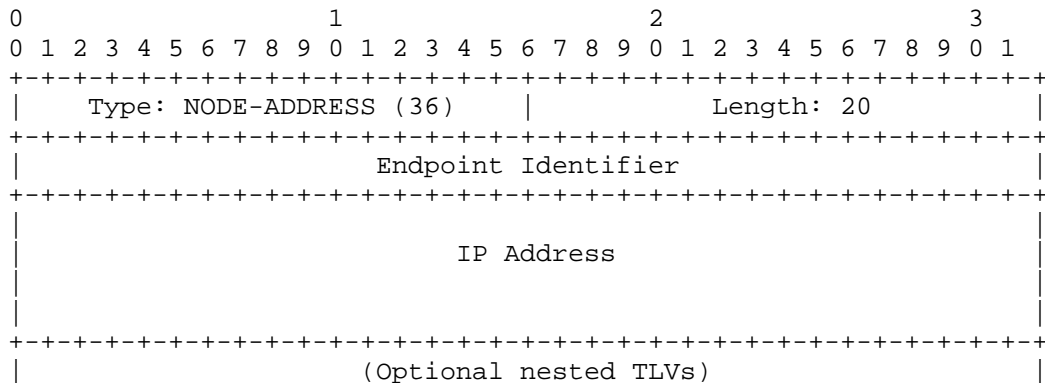 0                   1                   2                   3
0 1 2 3 4 5 6 7 8 9 0 1 2 3 4 5 6 7 8 9 0 1 2 3 4 5 6 7 8 9 0 1
+-+-+-+-+-+-+-+-+-+-+-+-+-+-+-+-+-+-+-+-+-+-+-+-+-+-+-+-+-+-+-+-+
|    Type: NODE-ADDRESS (36)    |           Length: 20          |
+-+-+-+-+-+-+-+-+-+-+-+-+-+-+-+-+-+-+-+-+-+-+-+-+-+-+-+-+-+-+-+-+
|                      Endpoint Identifier                      |
+-+-+-+-+-+-+-+-+-+-+-+-+-+-+-+-+-+-+-+-+-+-+-+-+-+-+-+-+-+-+-+-+
|                                                               |
|                           IP Address                          |
|                                                               |
|                                                               |
+-+-+-+-+-+-+-+-+-+-+-+-+-+-+-+-+-+-+-+-+-+-+-+-+-+-+-+-+-+-+-+-+
|                     (Optional nested TLVs)                    |